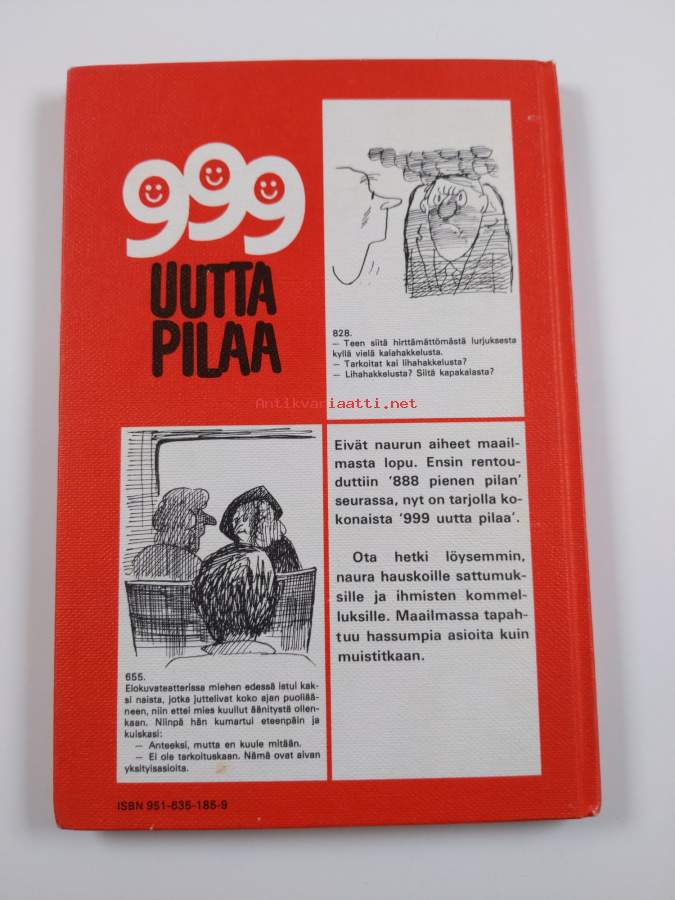 999
UUTTA
PILAA
828.
— Teen siitä hirttämättömästä lurjuksesta
kyllä vielä kalahakkelusta.
— Tarkoitat kai lihahakkelusta?
— Lihahakkelusta? Siitä kapakalasta?
Antikvariaatti.net
655.
Elokuvateatterissa miehen edessä istui kak-
si naista, jotka juttelivat koko ajan puoliää-
neen, niin ettei mies kuullut äänitystä ollen-
kaan. Niinpä hän kumartui eteenpäin ja
kuiskasi:
— Anteeksi, mutta en kuule mitään.
— Ei ole tarkoituskaan. Nämä ovat aivan
yksityisasioita.
Eivät naurun aiheet maail-
masta lopu. Ensin rentou-
duttiin '888 pienen pilan'
seurassa, nyt on tarjolla ko-
konaista '999 uutta pilaa'.
Ota hetki löysemmin,
naura hauskoille sattumuk-
sille ja ihmisten kommel-
luksille. Maailmassa tapah-
tuu hassumpia asioita kuin
muistitkaan.
ISBN 951-635-186-9